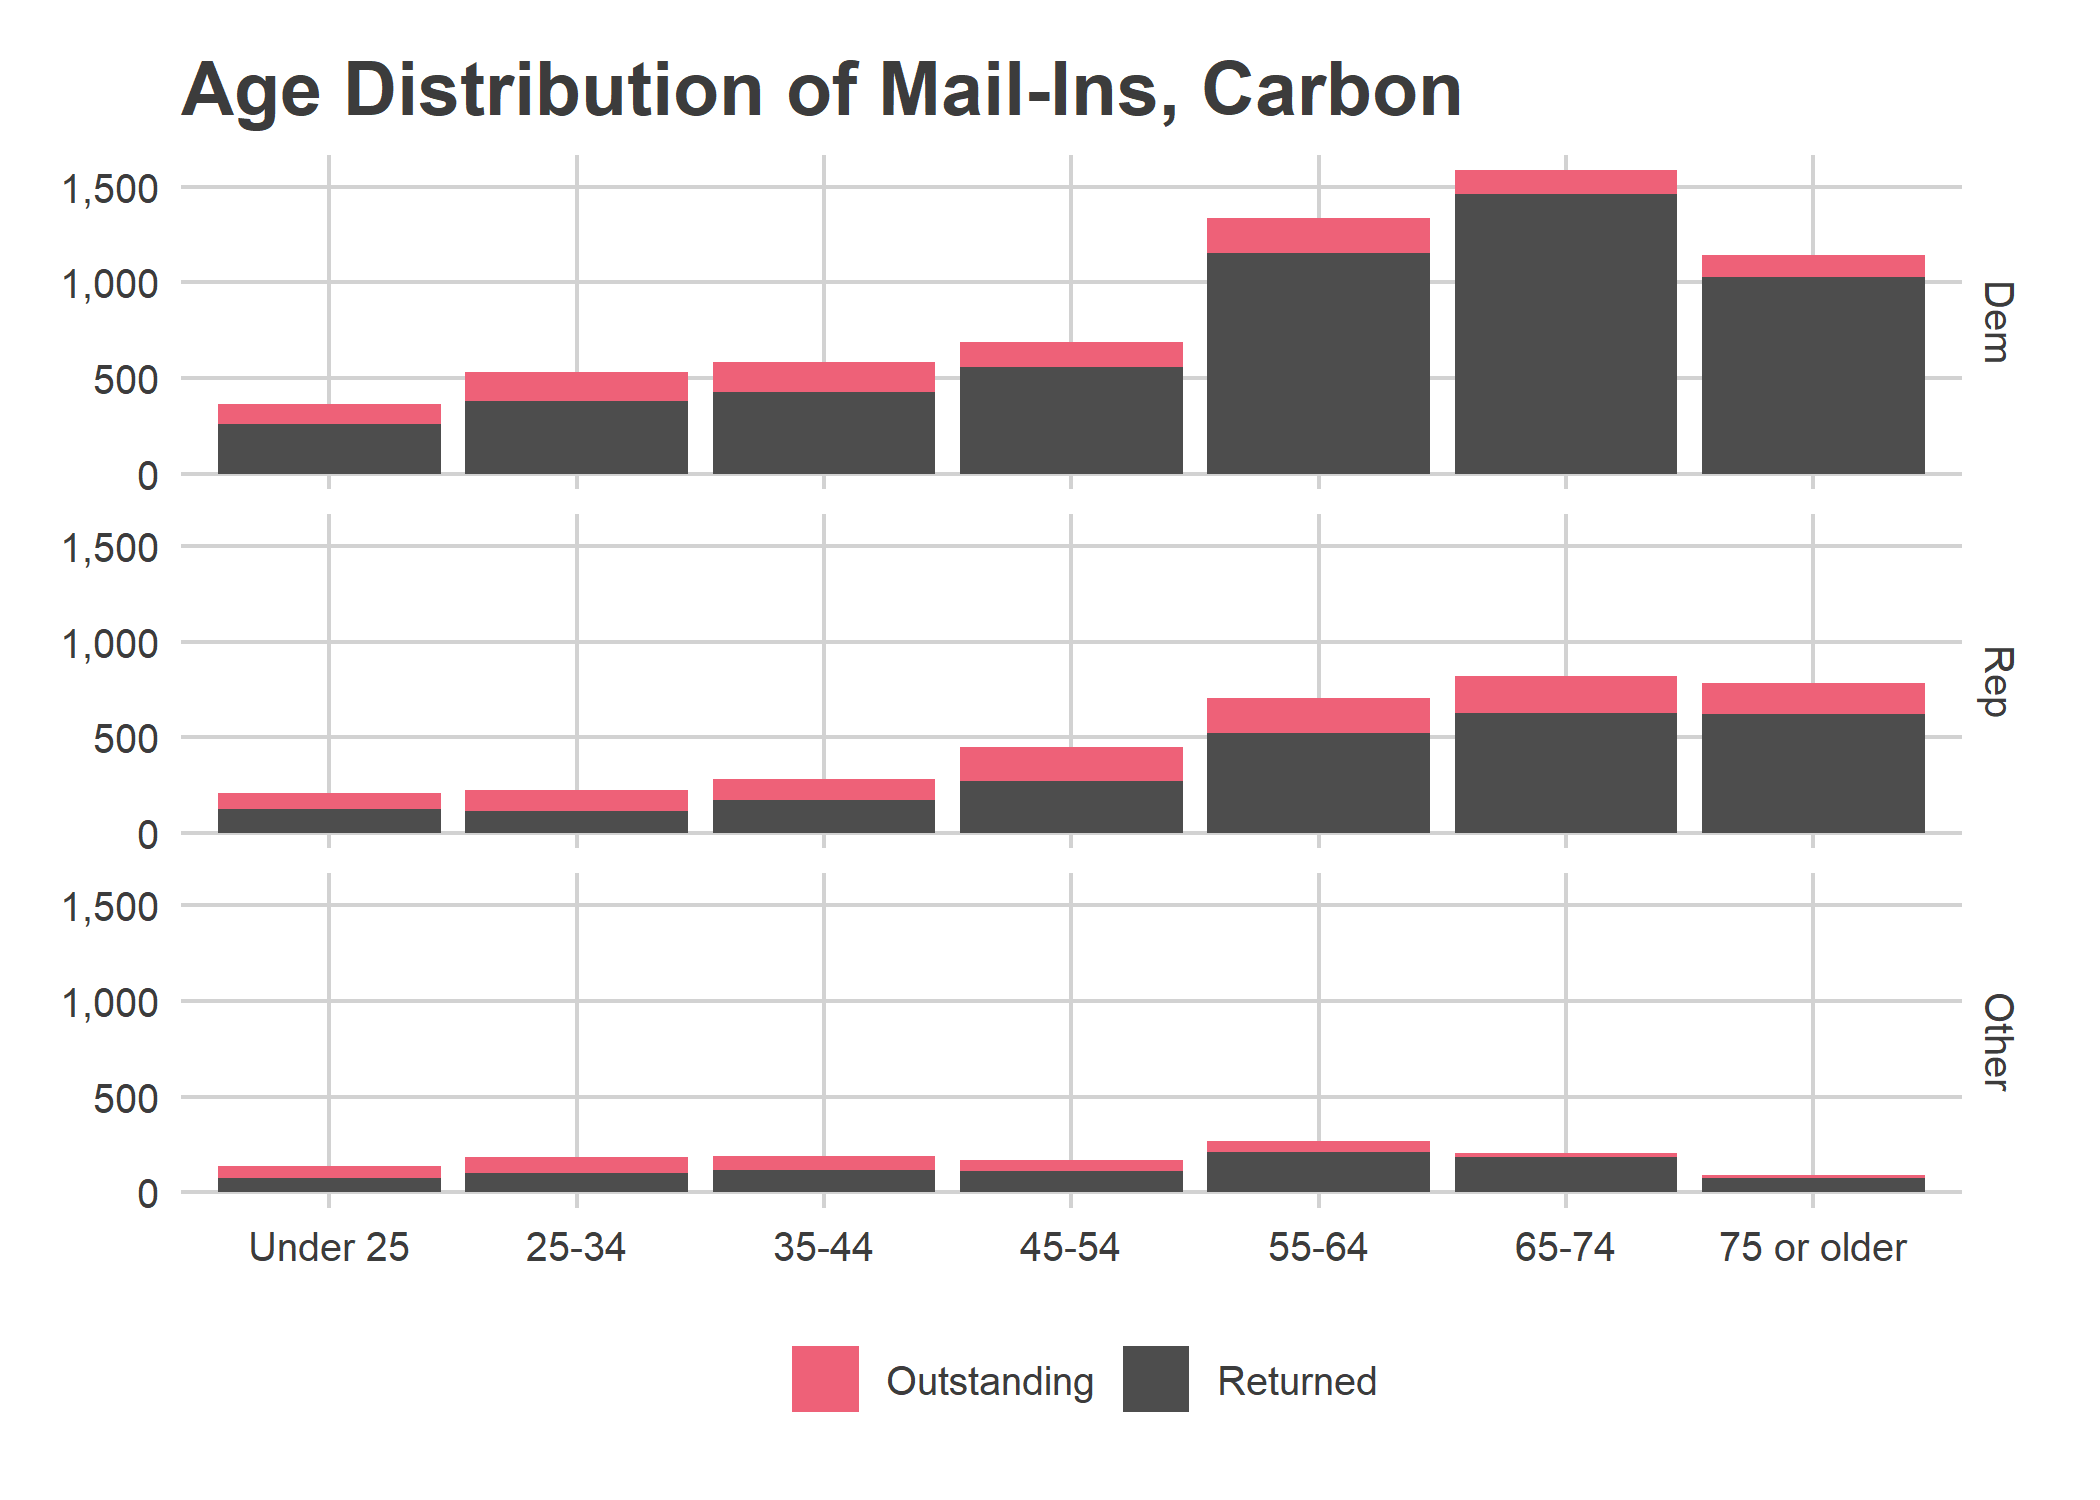 Age Distribution of Mail-Ins, Carbon
1,500
1,000
500
0
Dem
1,500
1,000
500
0
Rep
1,500
1,000
500
0
Other
Under 25 25-34 35-44 45-54 55-64 65-74 75 or older
Outstanding Returned